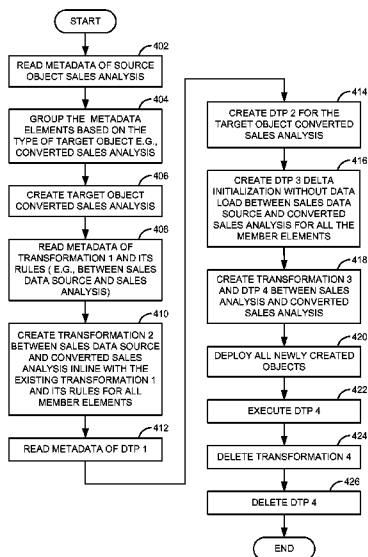 START
402
READ METADATA OF SOURCE
OBJECT SALES ANALYSIS
404
GROUP THE METADATA
ELEMENTS BASED ON THE
TYPE OF TARGET OBJECT E.G.,
CONVERTED SALES ANALYSIS
406
CREATE TARGET OBJECT
CONVERTED SALES ANALYSIS
408
READ METADATA OF
TRANSFORMATION 1 AND ITS
RULES ( E.G., BETWEEN SALES
DATA SOURCE AND SALES
ANALYSIS)
410
CREATE TRANSFORMATION 2
BETWEEN SALES DATA SOURCE
AND CONVERTED SALES
ANALYSIS INLINE WITH THE
EXISTING TRANSFORMATION 1
AND ITS RULES FOR ALL
MEMBER ELEMENTS
412
READ METADATA OF DTP 1
414
CREATE DTP 2 FOR THE
TARGET OBJECT CONVERTED
SALES ANALYSIS
416
CREATE DTP 3 DELTA
INITIALIZATION WITHOUT DATA
LOAD BETWEEN SALES DATA
SOURCE AND CONVERTED
SALES ANALYSIS FOR ALL THE
MEMBER ELEMENTS
418
CREATE TRANSFORMATION 3
AND DTP 4 BETWEEN SALES
ANALYSIS AND CONVERTED
SALES ANALYSIS
420
DEPLOY ALL NEWLY CREATED
OBJECTS
422
EXECUTE DTP 4
424
DELETE TRANSFORMATION 4
426
DELETE DTP 4
END